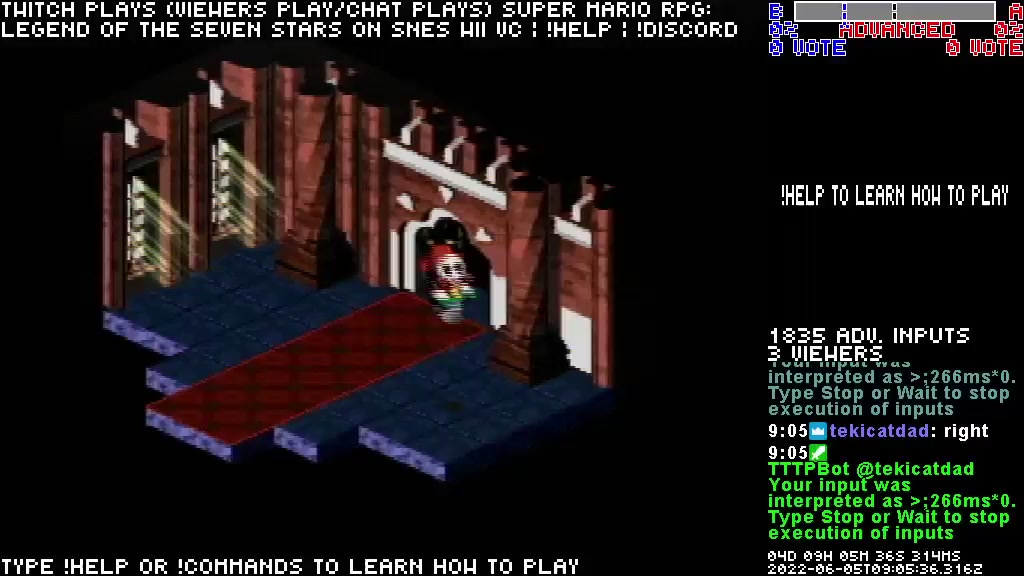 TWITCH PLAYS (VIEWERS PLAY/CHAT PLAYS) SUPER MARIO RPG:
LEGEND OF THE SEVEN STARS ON SNES WII VC ¦ !HELP ¦ !DISCORD
B A
0% ADVANCED 0%
0 VOTE 0 VOTE
!HELP TO LEARN HOW TO PLAY
1835 ADV. INPUTS
3 VIEWERS
Your input was
interpreted as >;266ms*0.
Type Stop or Wait to stop
execution of inputs
9:05 tekicatdad: right
9:05
TTTPBot @tekicatdad
Your input was
interpreted as >;266ms*0.
Type Stop or Wait to stop
execution of inputs
04D 09H 05M 36S 314MS
2022-06-05T09:05:36.316Z
TYPE !HELP OR !COMMANDS TO LEARN HOW TO PLAY